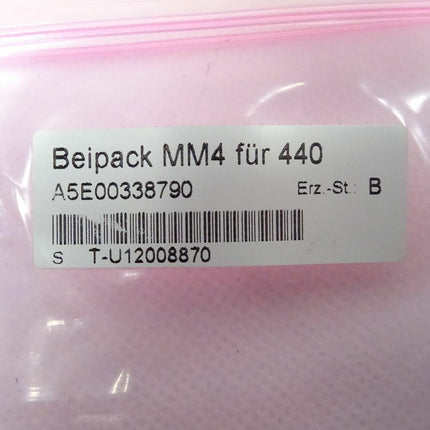 Beipack MM4 für 440
A5E00338790 Erz.-St.: B
S T-U12008870